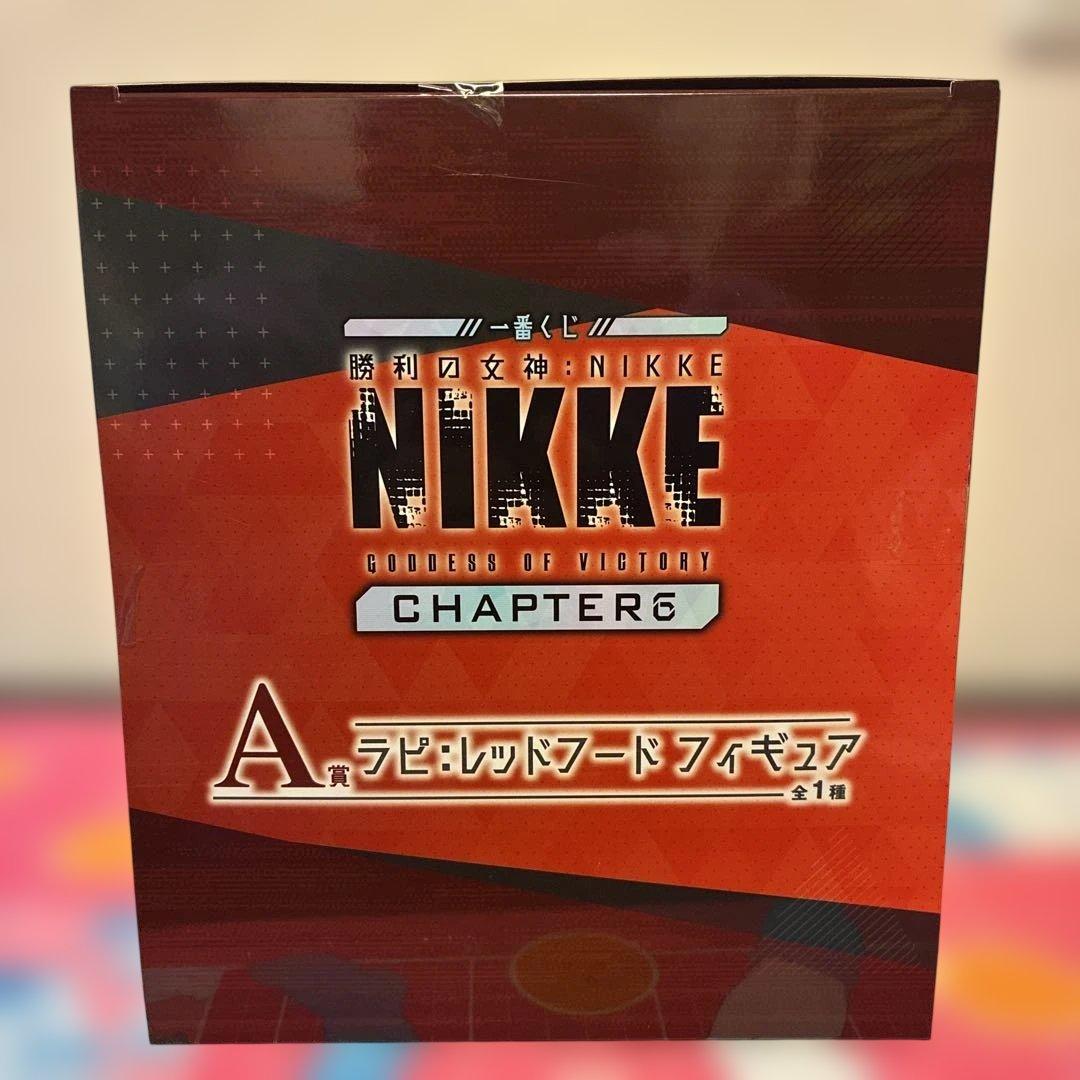 一番くじ
勝利の女神:NIKKE
NIKKE
GODDESS OF VICTORY
CHAPTER6
A賞 ラピ:レッドフード フィギュア
全1種